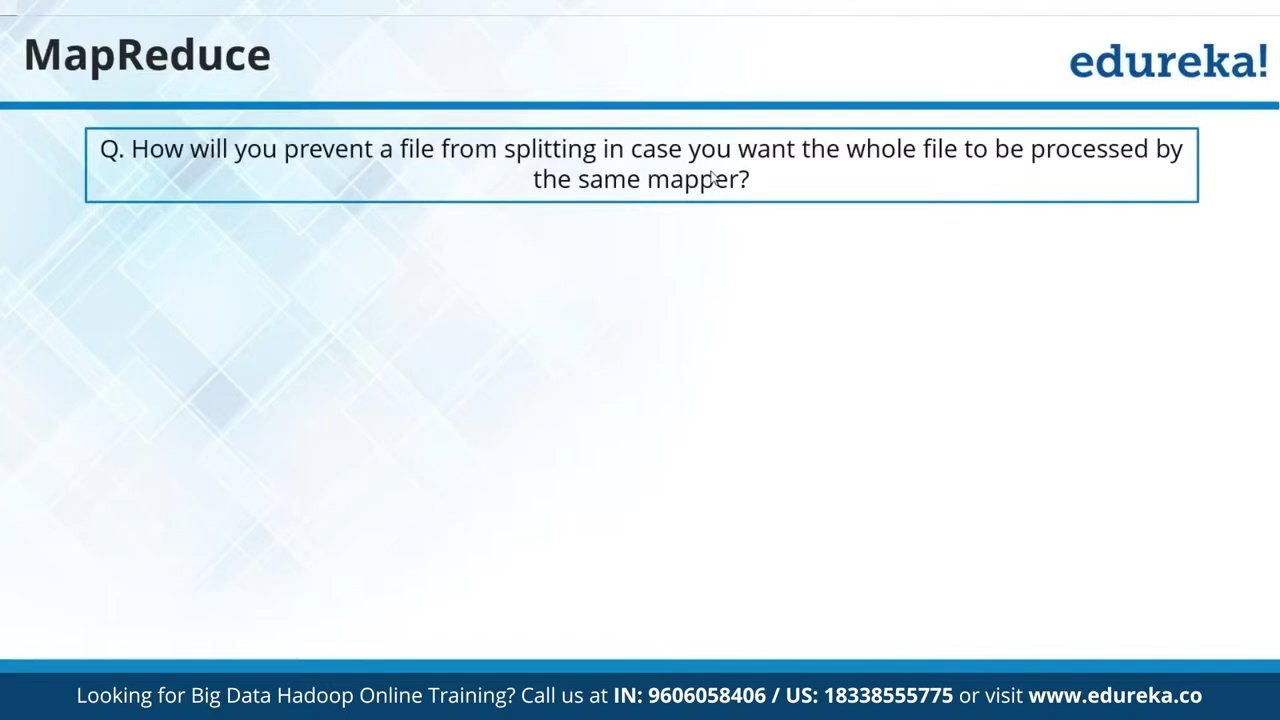 MapReduce
edureka!
Q. How will you prevent a file from splitting in case you want the whole file to be processed by
the same mapper?
Looking for Big Data Hadoop Online Training? Call us at IN: 9606058406 / US: 18338555775 or visit www.edureka.co